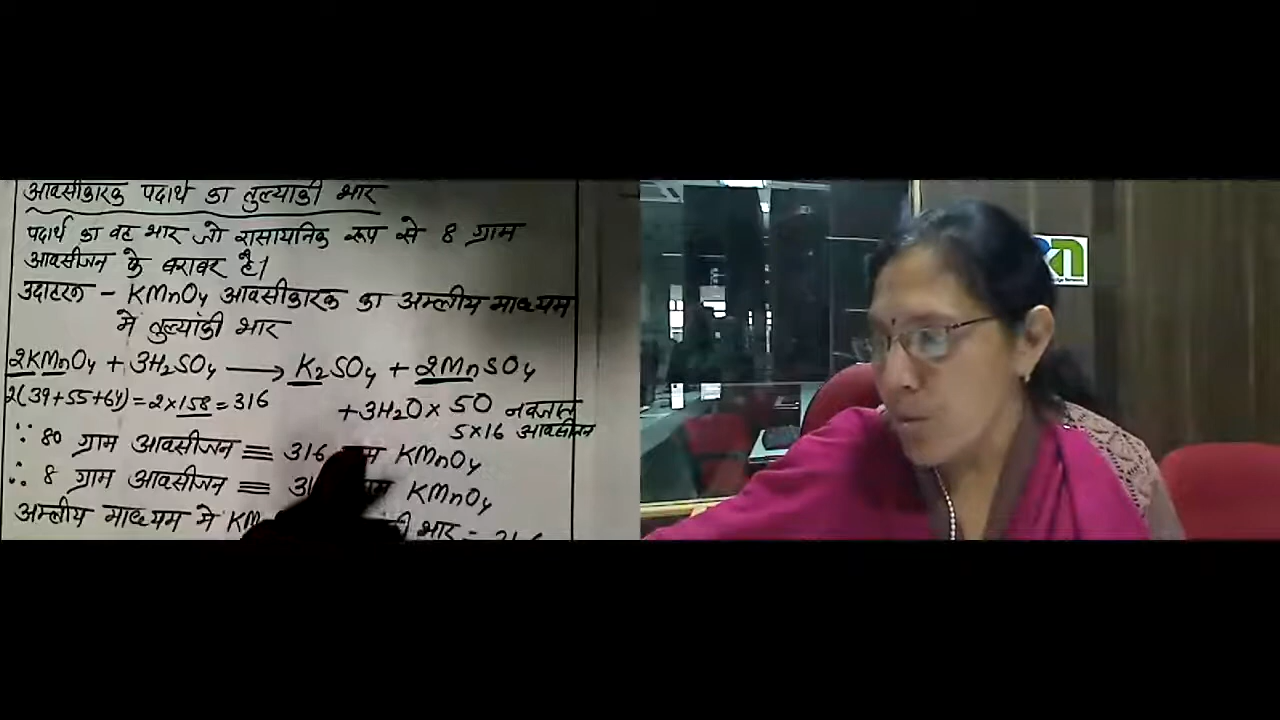 आक्सीकारक पदार्थ का तुल्यांकी भार
पदार्थ का वह भार जो रासायनिक रूप से 8 ग्राम
आक्सीजन के बराबर है।
उदाहरण - KMnO4 आक्सीकारक का अम्लीय माध्यम
मे तुल्यांकी भार
2KMnO4 + 3H2SO4 ⟶ K2SO4 + 2MnSO4
2(39+55+64) = 2×158 = 316
+3H2O × 50 नवजात
5×16 आक्सीजन
∵ 80 ग्राम आक्सीजन ≡ 316 KMnO4
∴ 8 ग्राम आक्सीजन ≡ KMnO4
अम्लीय माध्यम मे भार =